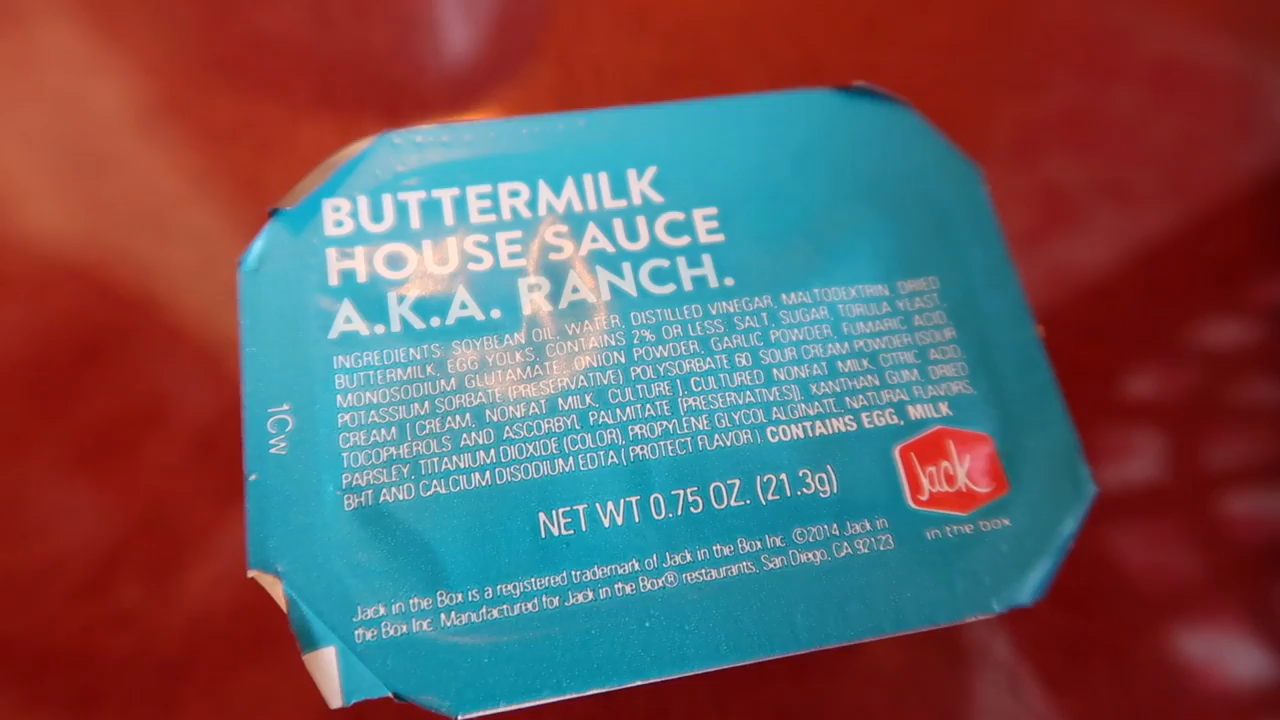 BUTTERMILK
HOUSE SAUCE
A.K.A. RANCH.
INGREDIENTS: SOYBEAN OIL, WATER, DISTILLED VINEGAR, MALTODEXTRIN, DRIED
BUTTERMILK, EGG YOLKS, CONTAINS 2% OR LESS: SALT, SUGAR, TORULA YEAST,
MONOSODIUM GLUTAMATE, ONION POWDER, GARLIC POWDER, FUMARIC ACID,
POTASSIUM SORBATE (PRESERVATIVE) POLYSORBATE 60 SOUR CREAM POWDER (SOUR
CREAM [CREAM, NONFAT MILK, CULTURE], CULTURED NONFAT MILK, CITRIC ACID,
TOCOPHEROLS AND ASCORBYL PALMITATE [PRESERVATIVES]), XANTHAN GUM, DRIED
PARSLEY, TITANIUM DIOXIDE (COLOR), PROPYLENE GLYCOL ALGINATE, NATURAL FLAVORS,
BHT AND CALCIUM DISODIUM EDTA (PROTECT FLAVOR). CONTAINS EGG, MILK
1CW
NET WT 0.75 OZ. (21.3g)
Jack
in the box
Jack in the Box is a registered trademark of Jack in the Box Inc. ©2014 Jack in
the Box Inc. Manufactured for Jack in the Box® restaurants, San Diego, CA 92123